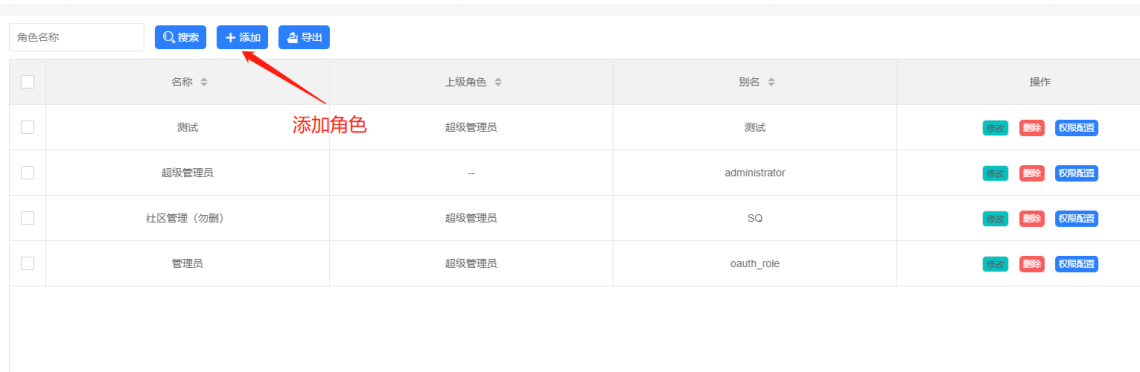 角色名称 搜索 添加 导出
名称 上级角色 别名 操作
添加角色
测试 超级管理员 测试 修改 删除 权限配置
超级管理员 -- administrator 修改 删除 权限配置
社区管理（勿删） 超级管理员 SQ 修改 删除 权限配置
管理员 超级管理员 oauth_role 修改 删除 权限配置